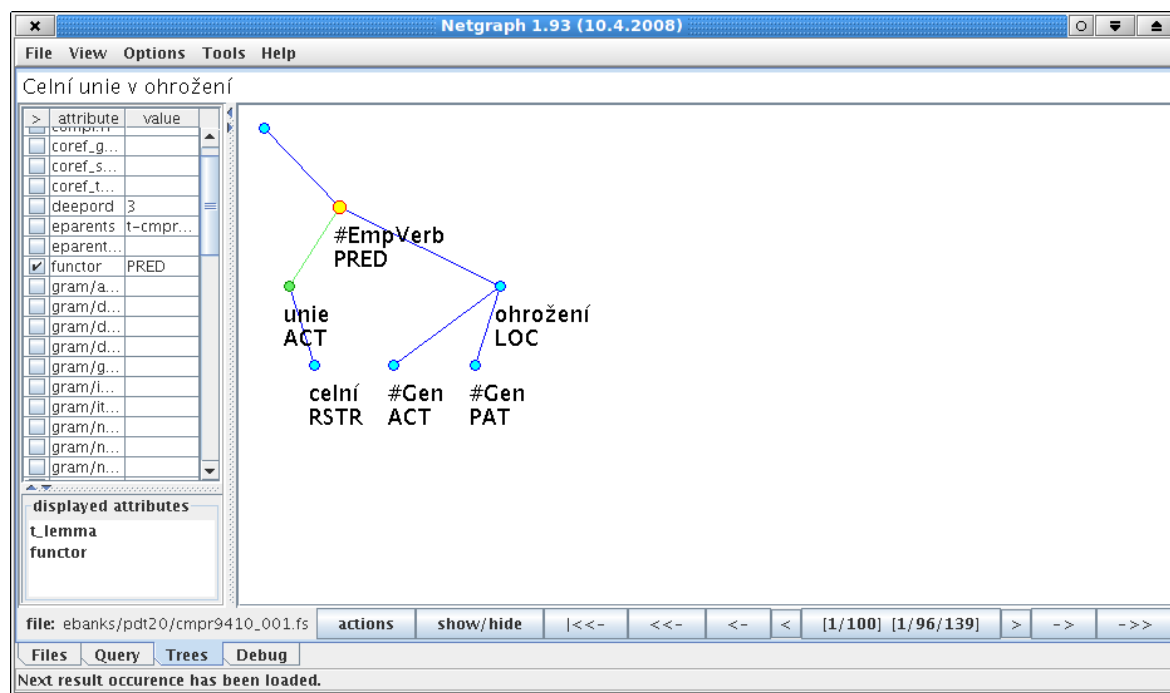 Netgraph 1.93 (10.4.2008)
File View Options Tools Help
Celní unie v ohrožení
> attribute value
coref_g...
coref_s...
coref_t...
deepord 3
eparents t-cmpr...
eparent...
functor PRED
gram/a...
gram/d...
gram/d...
gram/d...
gram/g...
gram/i...
gram/it...
gram/n...
gram/n...
gram/n...
displayed attributes
t_lemma
functor
#EmpVerb
PRED
unie
ACT
ohrožení
LOC
celní
RSTR
#Gen
ACT
#Gen
PAT
file: ebanks/pdt20/cmpr9410_001.fs actions show/hide |<<- <<- <- < [1/100] [1/96/139] > -> ->>
Files Query Trees Debug
Next result occurence has been loaded.